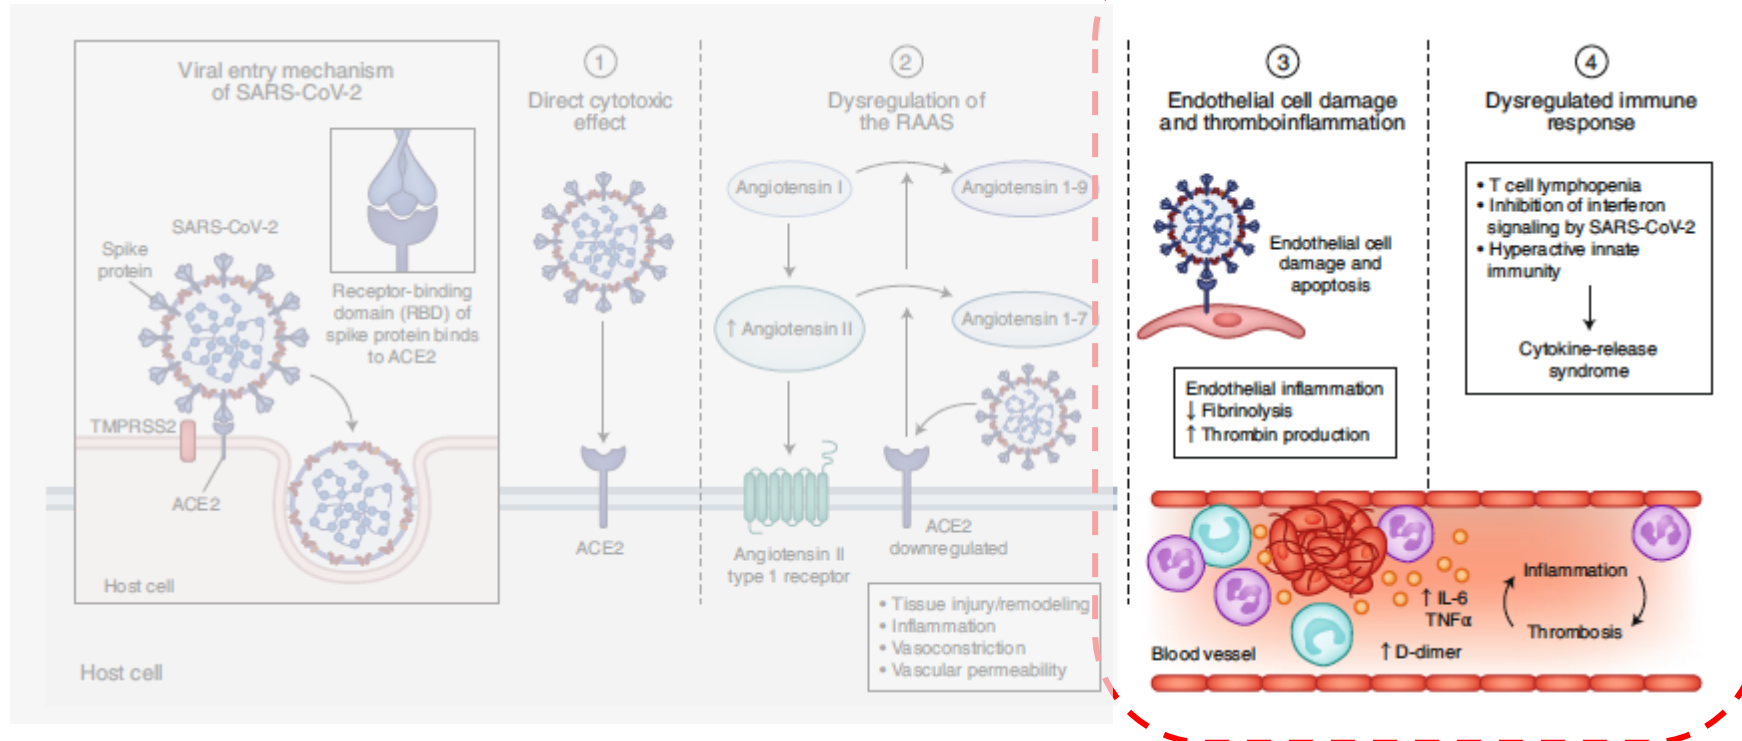 Viral entry mechanism
of SARS-CoV-2
SARS-CoV-2
Spike
protein
Receptor-binding
domain (RBD) of
spike protein binds
to ACE2
TMPRSS2
ACE2
Host cell
Host cell
1
Direct cytotoxic
effect
ACE2
2
Dysregulation of
the RAAS
Angiotensin I
Angiotensin 1-9
↑ Angiotensin II
Angiotensin 1-7
Angiotensin II
type 1 receptor
ACE2
downregulated
• Tissue injury/remodeling
• Inflammation
• Vasoconstriction
• Vascular permeability
3
Endothelial cell damage
and thromboinflammation
Endothelial cell
damage and
apoptosis
Endothelial inflammation
↓ Fibrinolysis
↑ Thrombin production
4
Dysregulated immune
response
• T cell lymphopenia
• Inhibition of interferon
signaling by SARS-CoV-2
• Hyperactive innate
immunity
Cytokine-release
syndrome
Inflammation
↑ IL-6
TNFα
Thrombosis
Blood vessel
↑ D-dimer